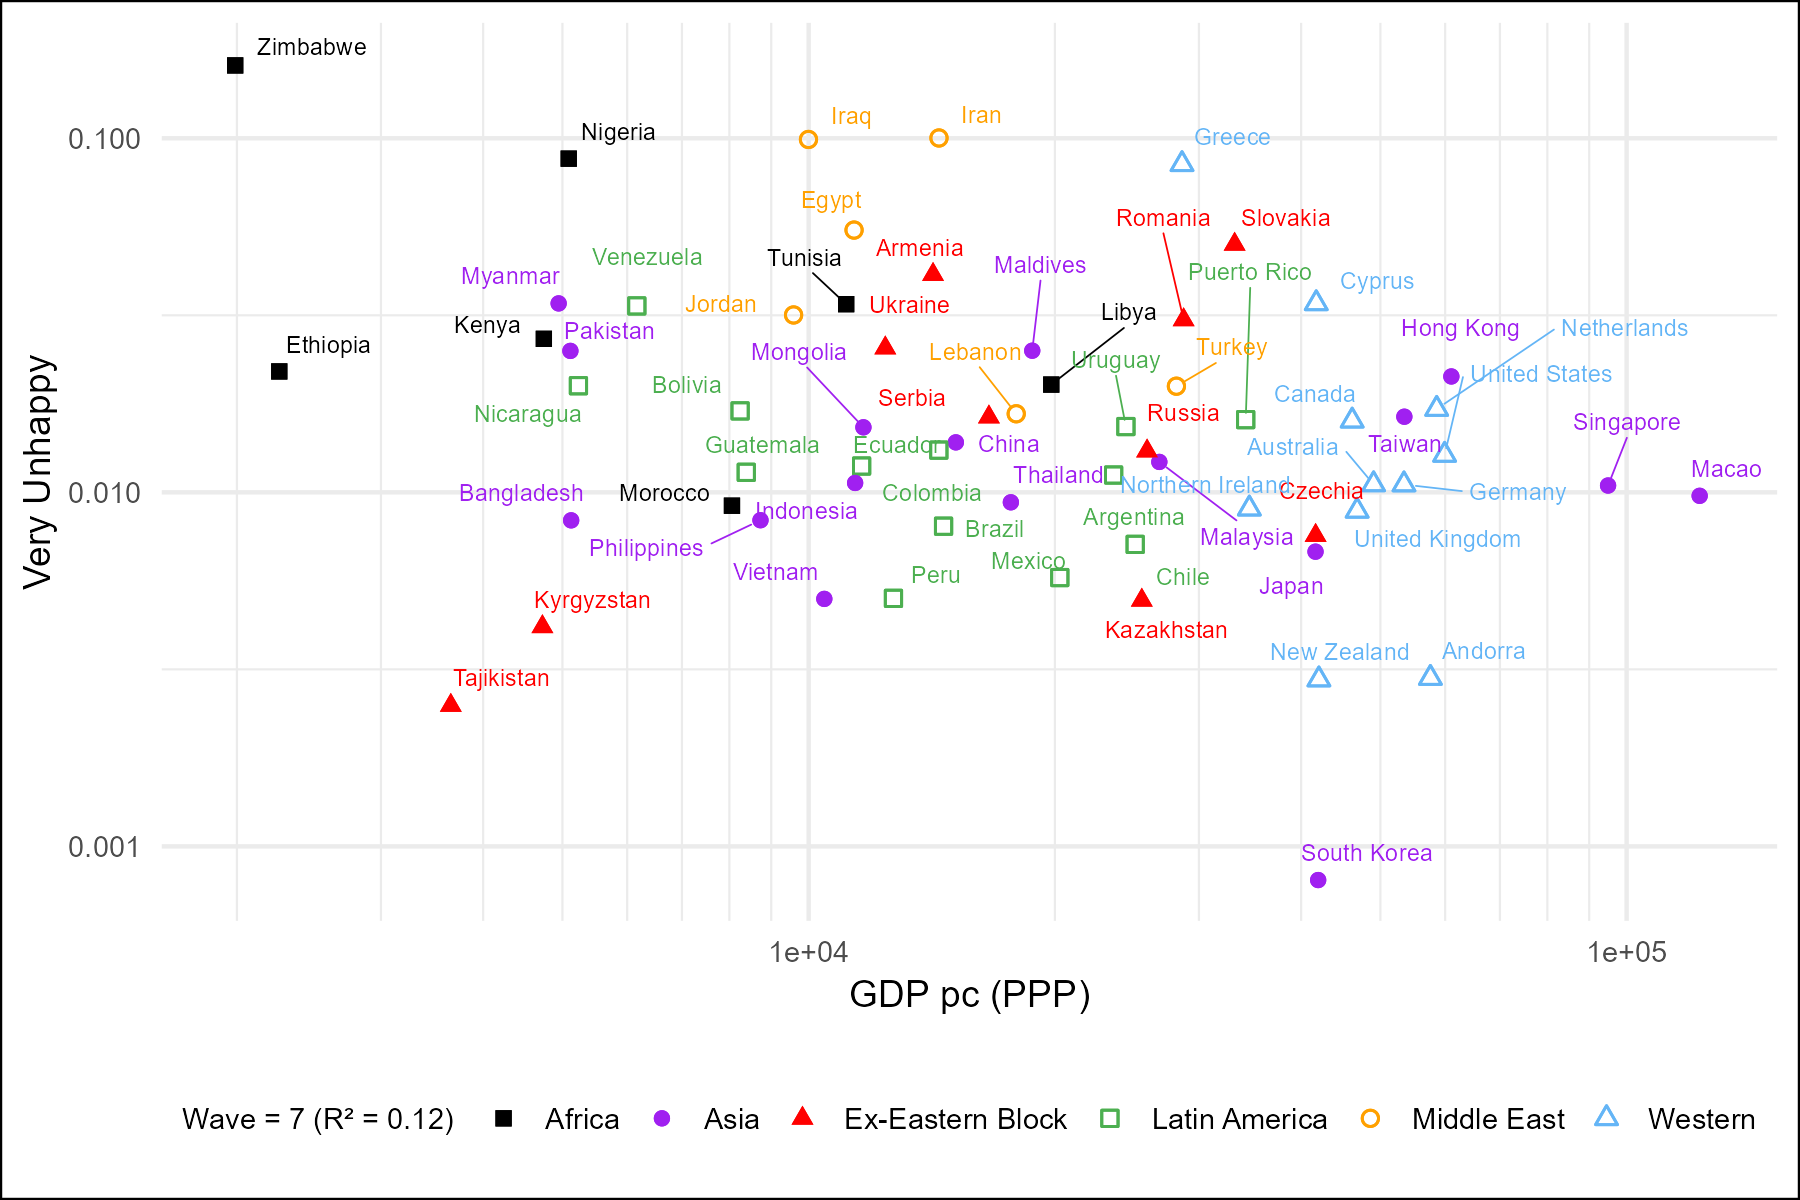 Zimbabwe
Iraq
Iran
Nigeria
Greece
0.100
Egypt
Romania
Slovakia
Armenia
Venezuela
Tunisia
Maldives
Puerto Rico
Myanmar
Cyprus
Jordan
Ukraine
Libya
Kenya
Pakistan
Hong Kong
Netherlands
Ethiopia
Mongolia
Lebanon
Turkey
Uruguay
United States
Bolivia
Canada
Serbia
Nicaragua
Russia
Singapore
Guatemala
Ecuador
China
Australia
Taiwan
Macao
Thailand
Northern Ireland
Czechia
Germany
0.010
Bangladesh
Morocco
Colombia
Indonesia
Argentina
Brazil
Malaysia
United Kingdom
Philippines
Mexico
Vietnam
Peru
Chile
Japan
Kyrgyzstan
Kazakhstan
New Zealand
Andorra
Tajikistan
0.001
South Korea
Very Unhappy
1e+04
1e+05
GDP pc (PPP)
Wave = 7 (R² = 0.12) Africa Asia Ex-Eastern Block Latin America Middle East Western